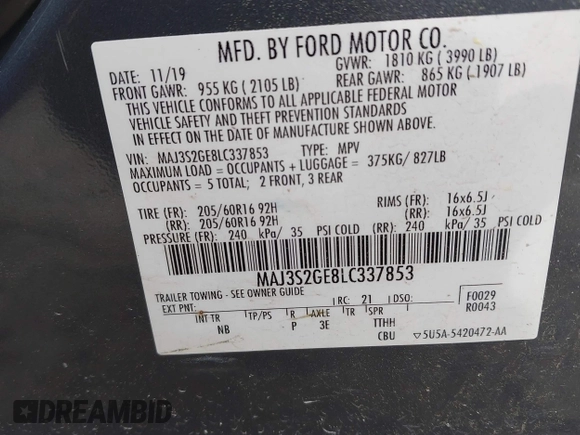 MFD. BY FORD MOTOR CO.
DATE: 11/19 GVWR: 1810 KG ( 3990 LB)
FRONT GAWR: 955 KG ( 2105 LB) REAR GAWR: 865 KG ( 1907 LB
THIS VEHICLE CONFORMS TO ALL APPLICABLE FEDERAL MOTOR
VEHICLE SAFETY AND THEFT PREVENTION STANDARDS
IN EFFECT ON THE DATE OF MANUFACTURE SHOWN ABOVE.
VIN: MAJ3S2GE8LC337853 TYPE: MPV
MAXIMUM LOAD = OCCUPANTS + LUGGAGE = 375KG/ 827LB
OCCUPANTS = 5 TOTAL; 2 FRONT, 3 REAR
TIRE (FR): 205/60R16 92H RIMS (FR): 16x6.5J
(RR): 205/60R16 92H (RR): 16x6.5J
PRESSURE (FR): 240 kPa/ 35 PSI COLD (RR): 240 kPa/ 35 PSI COLD
MAJ3S2GE8LC337853
TRAILER TOWING - SEE OWNER GUIDE
EXT PNT: RC: 21 DSO: F0029
INT TR TP/PS R AXLE TR SPR R0043
NB P 3E TTHH
CBU 5U5A-5420472-AA
DREAMBID